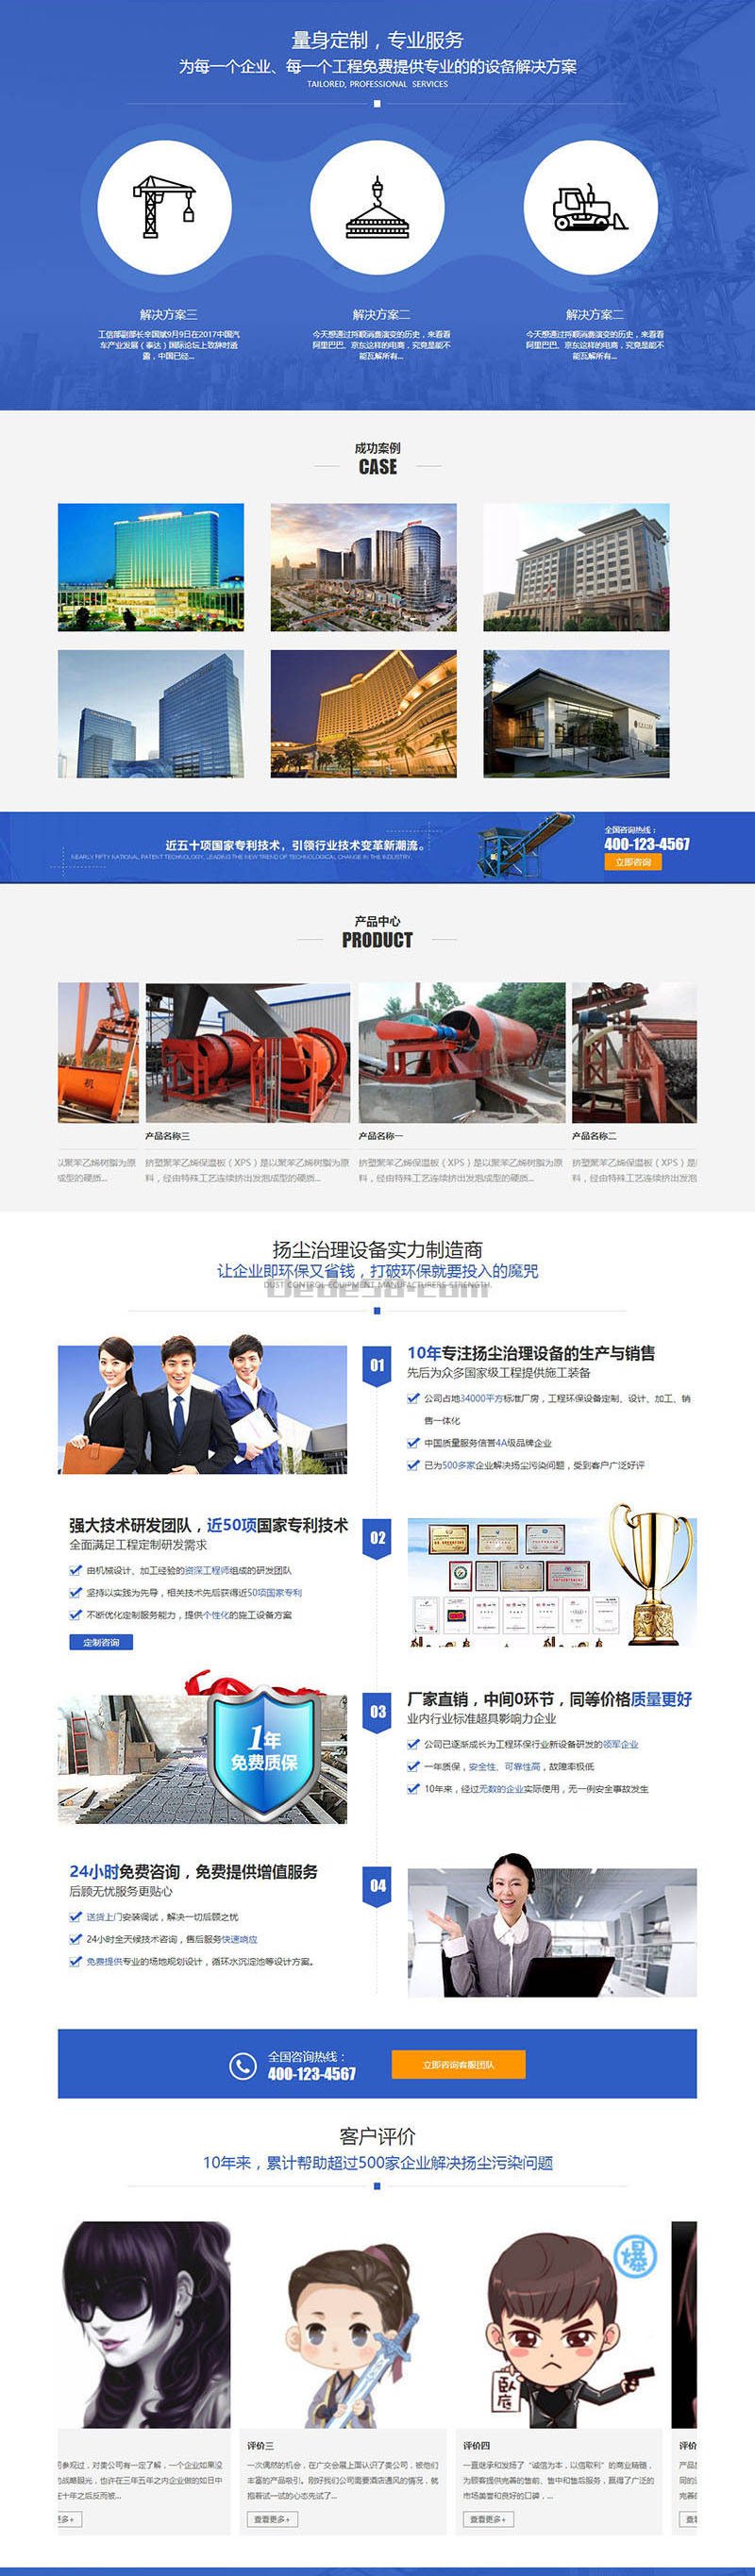 量身定制，专业服务
为每一个企业、每一个工程免费提供专业的的设备解决方案
TAILORED, PROFESSIONAL SERVICES
解决方案三
工信部副部长辛国斌9月9日在2017中国汽
车产业发展（泰达）国际论坛上致辞时透
露，中国已经...
解决方案二
今天想通过捋顺消费演变的历史，来看看
阿里巴巴、京东这样的电商，究竟是能不
能瓦解所有...
解决方案二
今天想通过捋顺消费演变的历史，来看看
阿里巴巴、京东这样的电商，究竟是能不
能瓦解所有...
成功案例
CASE
近五十项国家专利技术，引领行业技术变革新潮流。
NEARLY FIFTY NATIONAL PATENT TECHNOLOGY, LEADING THE NEW TREND OF TECHNOLOGICAL CHANGE IN THE INDUSTRY.
全国咨询热线：
400-123-4567
立即咨询
产品中心
PRODUCT
以聚苯乙烯树脂为原
成型的硬质...
产品名称三
挤塑聚苯乙烯保温板（XPS）是以聚苯乙烯树脂为原
料，经由特殊工艺连续挤出发泡成型的硬质...
产品名称一
挤塑聚苯乙烯保温板（XPS）是以聚苯乙烯树脂为原
料，经由特殊工艺连续挤出发泡成型的硬质...
产品名称二
挤塑聚苯乙烯保温板（XPS）是
料，经由特殊工艺连续挤出发泡
扬尘治理设备实力制造商
让企业即环保又省钱，打破环保就要投入的魔咒
DUST CONTROL EQUIPMENT MANUFACTURERS STRENGTH.
01
10年专注扬尘治理设备的生产与销售
先后为众多国家级工程提供施工装备
公司占地34000平方标准厂房，工程环保设备定制、设计、加工、销
售一体化
中国质量服务信誉4A级品牌企业
已为500多家企业解决扬尘污染问题，受到客户广泛好评
强大技术研发团队，近50项国家专利技术
全面满足工程定制研发需求
由机械设计、加工经验的资深工程师组成的研发团队
坚持以实践为先导，相关技术先后获得近50项国家专利
不断优化定制服务能力，提供个性化的施工设备方案
定制咨询
02
1年
免费质保
03
厂家直销，中间0环节，同等价格质量更好
业内行业标准超具影响力企业
公司已逐渐成长为工程环保行业新设备研发的领军企业
一年质保，安全性、可靠性高，故障率极低
10年来，经过无数的企业实际使用，无一例安全事故发生
24小时免费咨询，免费提供增值服务
后顾无忧服务更贴心
送货上门安装调试，解决一切后顾之忧
24小时全天候技术咨询，售后服务快速响应
免费提供专业的场地规划设计，循环水沉淀池等设计方案。
04
全国咨询热线：
400-123-4567
立即咨询客服团队
客户评价
10年来，累计帮助超过500家企业解决扬尘污染问题
爆
卧底
参观过，对贵公司有一定了解，一个企业如果没
战略眼光，也许在三年五年之内企业做的如日中
十年之后反而被...
更多+
评价三
一次偶然的机会，在广交会展上面认识了贵公司，被他们
丰富的产品吸引。刚好我们公司需要酒店通风的情况，就
抱着试一试的心态先试了...
查看更多+
评价四
一直继承和发扬了“诚信为本，以信取利”的商业精髓，
为顾客提供完善的售前、售中和售后服务，赢得了广泛的
市场美誉和良好的口碑，...
查看更多+
评价
产品质
同的
完善的